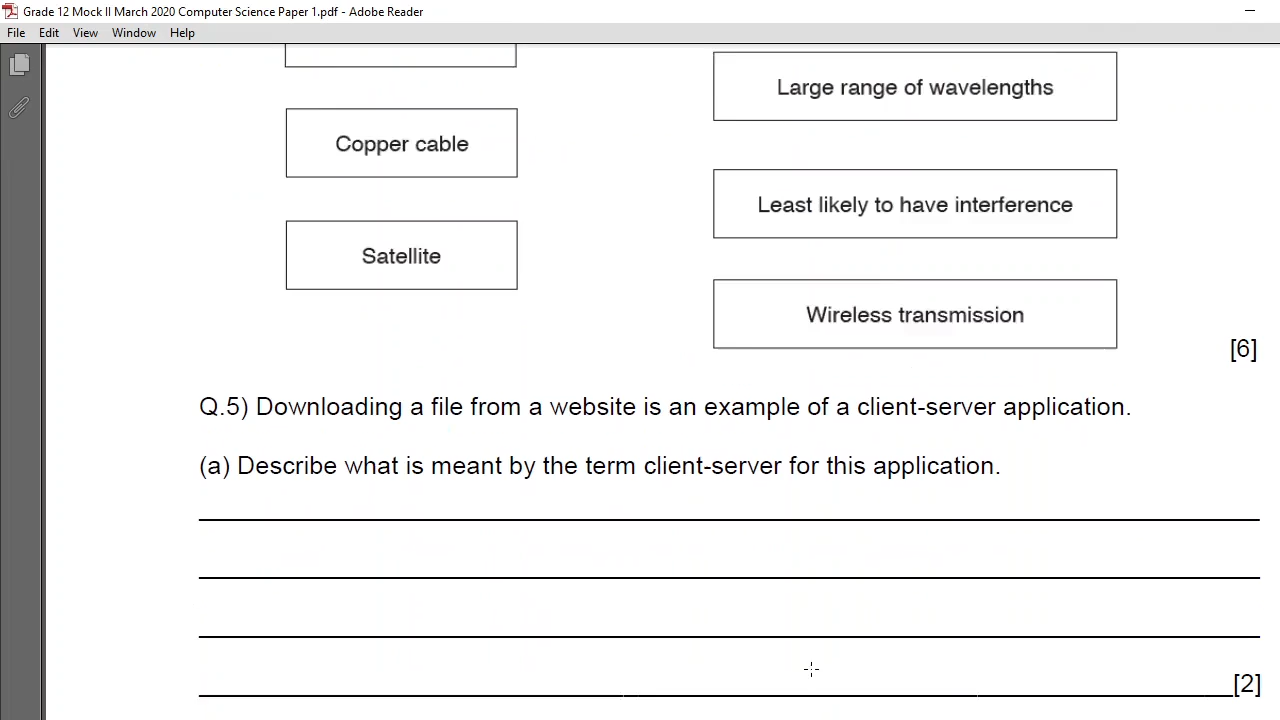 Grade 12 Mock II March 2020 Computer Science Paper 1.pdf - Adobe Reader
File Edit View Window Help
Large range of wavelengths
Copper cable
Least likely to have interference
Satellite
Wireless transmission
[6]
Q.5) Downloading a file from a website is an example of a client-server application.
(a) Describe what is meant by the term client-server for this application.
[2]